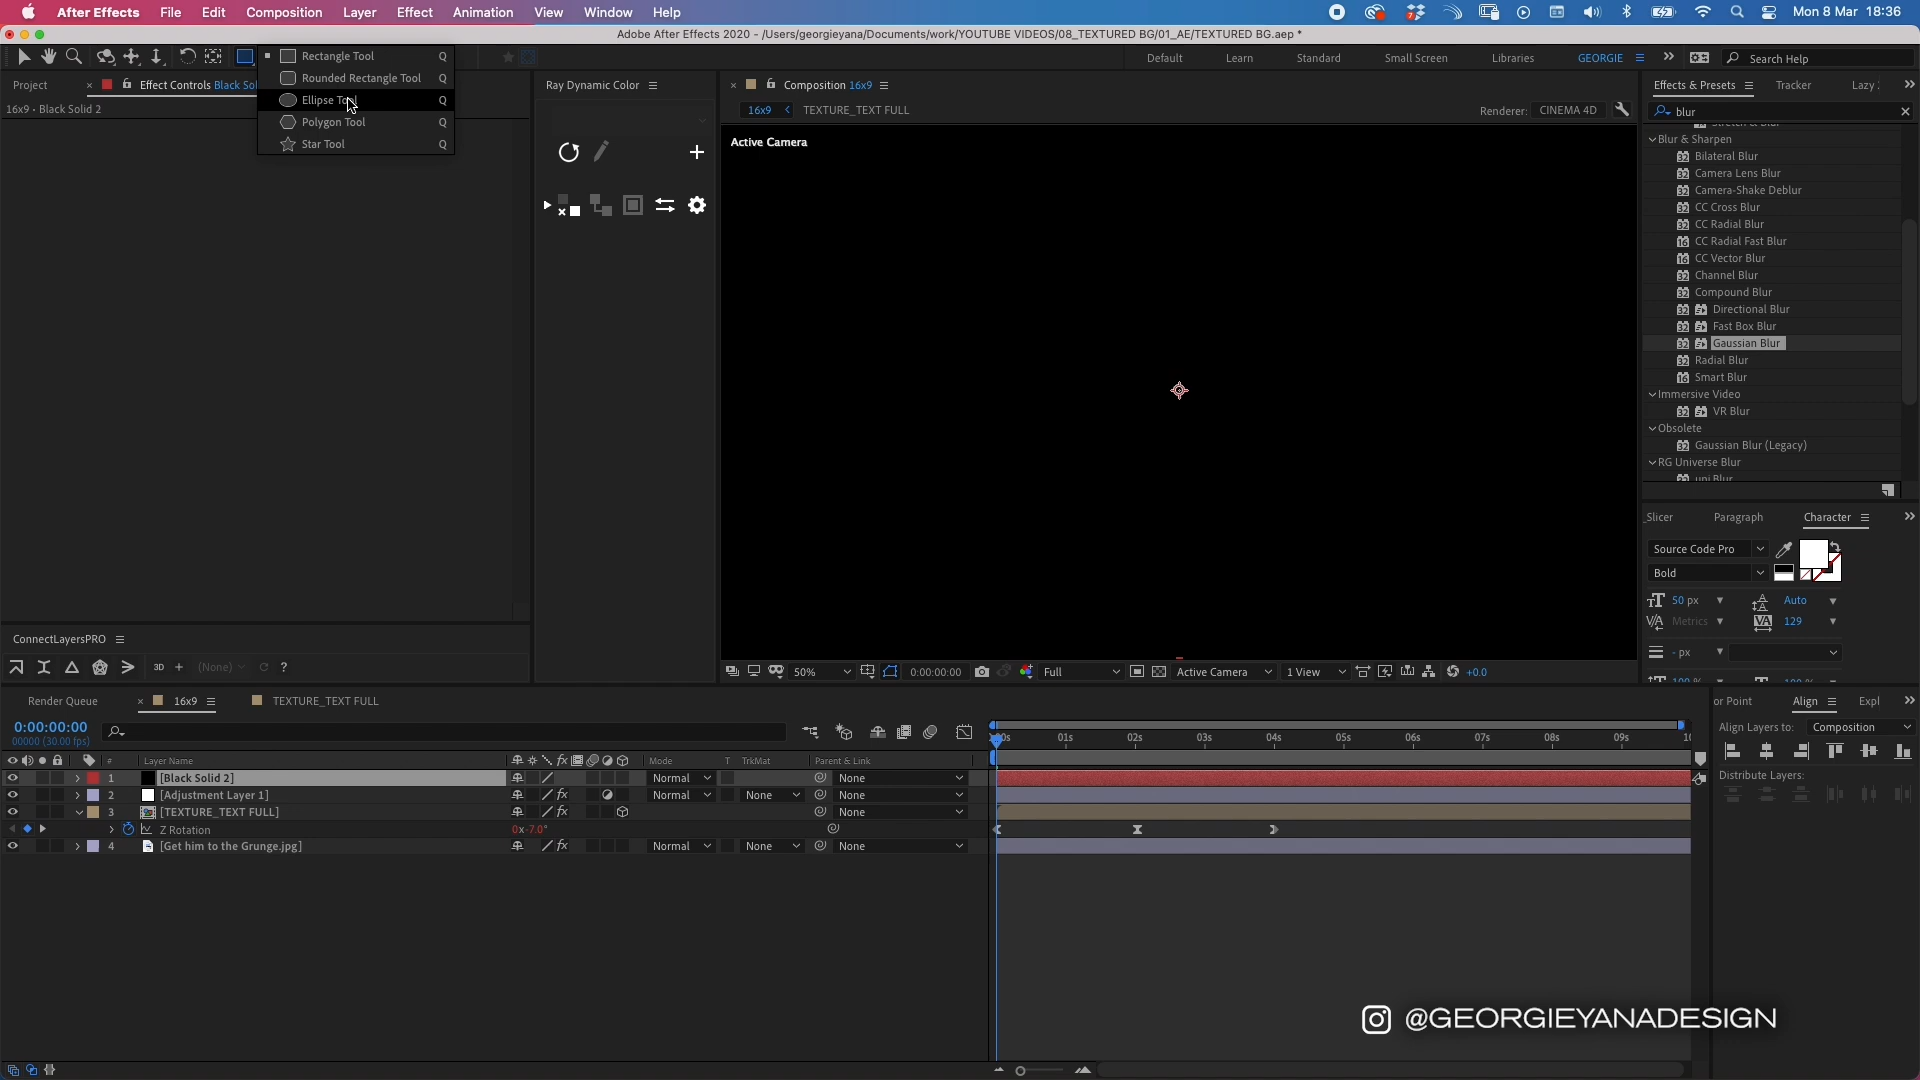 After Effects File Edit Composition Layer Effect Animation View Window Help Mon 8 Mar 18:36
Adobe After Effects 2020 - /Users/georgieyana/Documents/work/YOUTUBE VIDEOS/08_TEXTURED BG/01_AE/TEXTURED BG.aep *
Rectangle Tool Q
Rounded Rectangle Tool Q
Ellipse Tool Q
Polygon Tool Q
Star Tool Q
Default Learn Standard Small Screen Libraries GEORGIE Search Help
Project Effect Controls Black Sol
16x9 • Black Solid 2
Ray Dynamic Color
Composition 16x9
16x9 TEXTURE_TEXT FULL Renderer: CINEMA 4D
Active Camera
Effects & Presets Tracker Lazy
blur
Blur & Sharpen
Bilateral Blur
Camera Lens Blur
Camera-Shake Deblur
CC Cross Blur
CC Radial Blur
CC Radial Fast Blur
CC Vector Blur
Channel Blur
Compound Blur
Directional Blur
Fast Box Blur
Gaussian Blur
Radial Blur
Smart Blur
Immersive Video
VR Blur
Obsolete
Gaussian Blur (Legacy)
RG Universe Blur
uni Blur
Slicer Paragraph Character
Source Code Pro
Bold
50 px Auto
Metrics 129
- px
ConnectLayersPRO
3D + (None) ?
50% 0:00:00:00 Full Active Camera 1 View +0.0
Render Queue 16x9 TEXTURE_TEXT FULL
0:00:00:00
00000 (30.00 fps)
01s 02s 03s 04s 05s 06s 07s 08s 09s
# Layer Name Mode T TrkMat Parent & Link
1 [Black Solid 2] Normal None
2 [Adjustment Layer 1] Normal None None
3 [TEXTURE_TEXT FULL] None
Z Rotation 0x-7.0°
4 [Get him to the Grunge.jpg] Normal None None
or Point Align Expl
Align Layers to: Composition
Distribute Layers:
@GEORGIEYANADESIGN